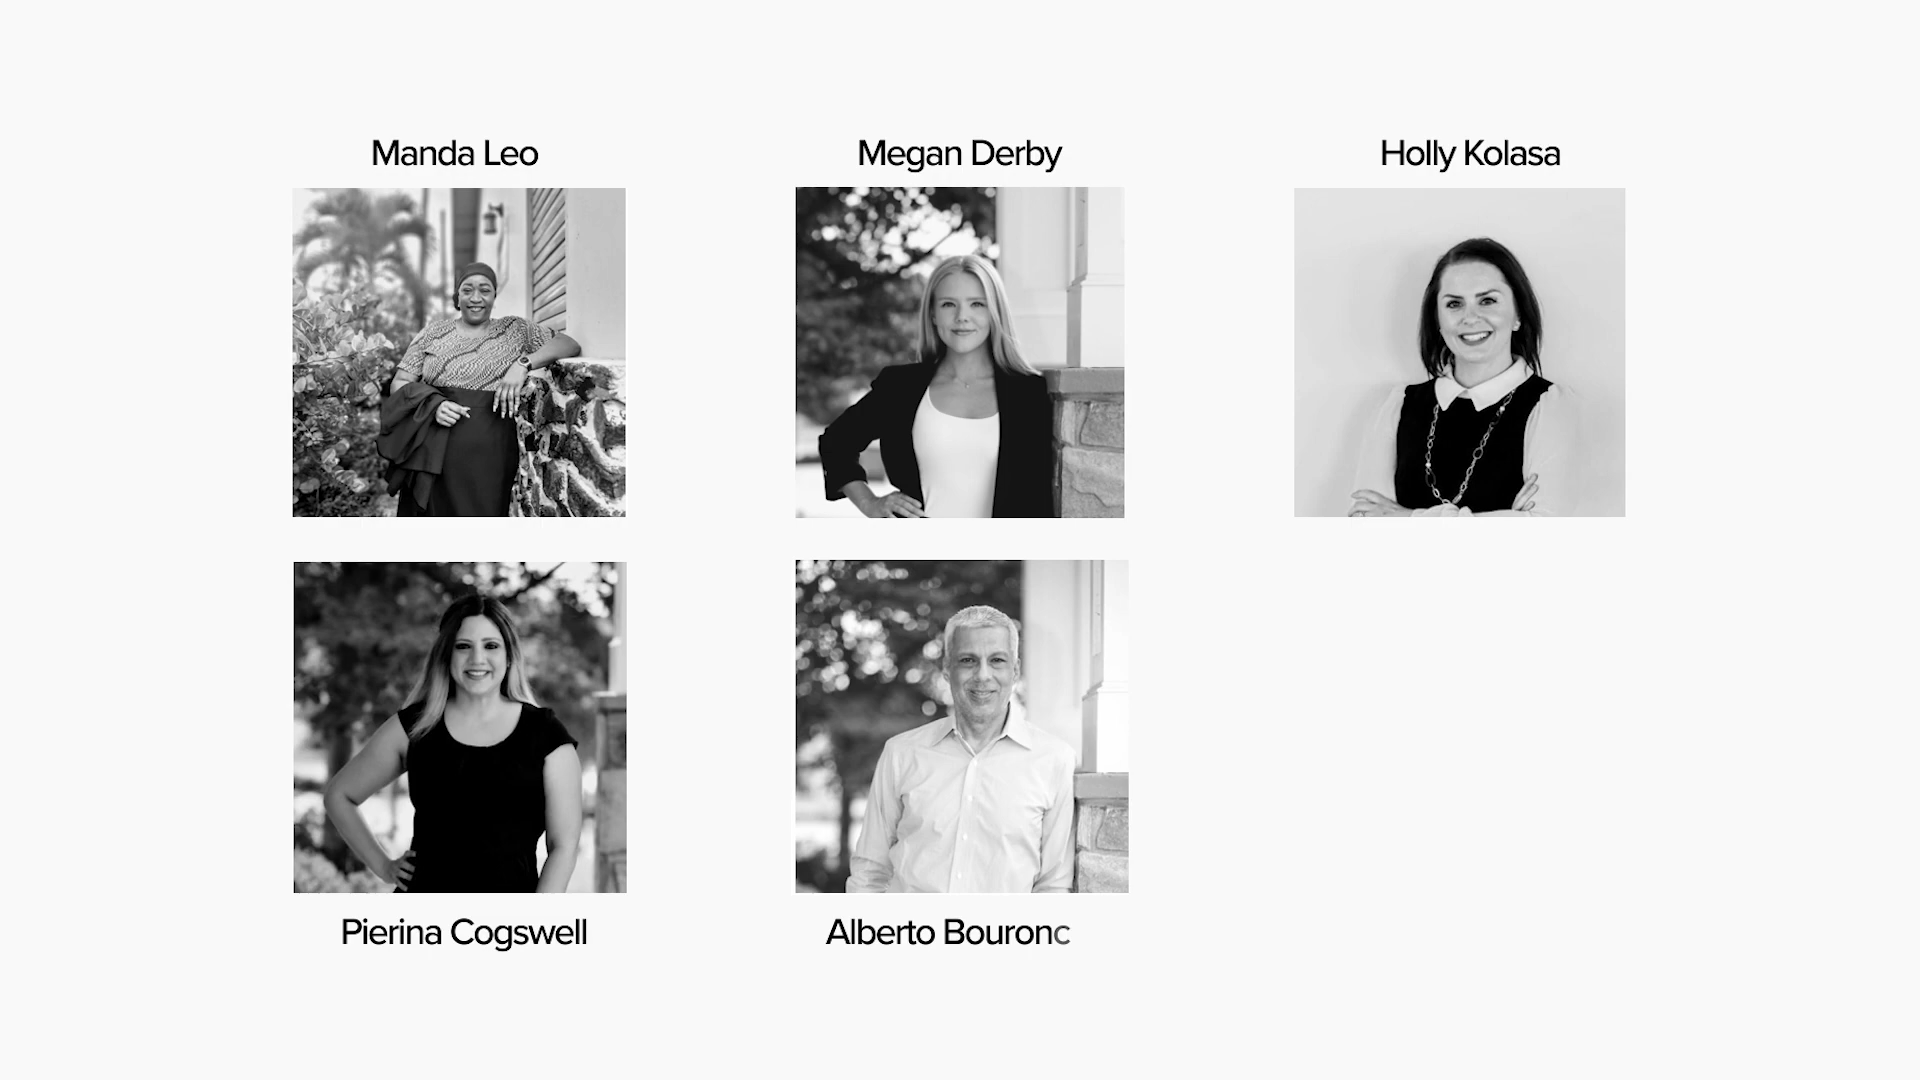 Manda Leo
Megan Derby
Holly Kolasa
Pierina Cogswell
Alberto Bouronc